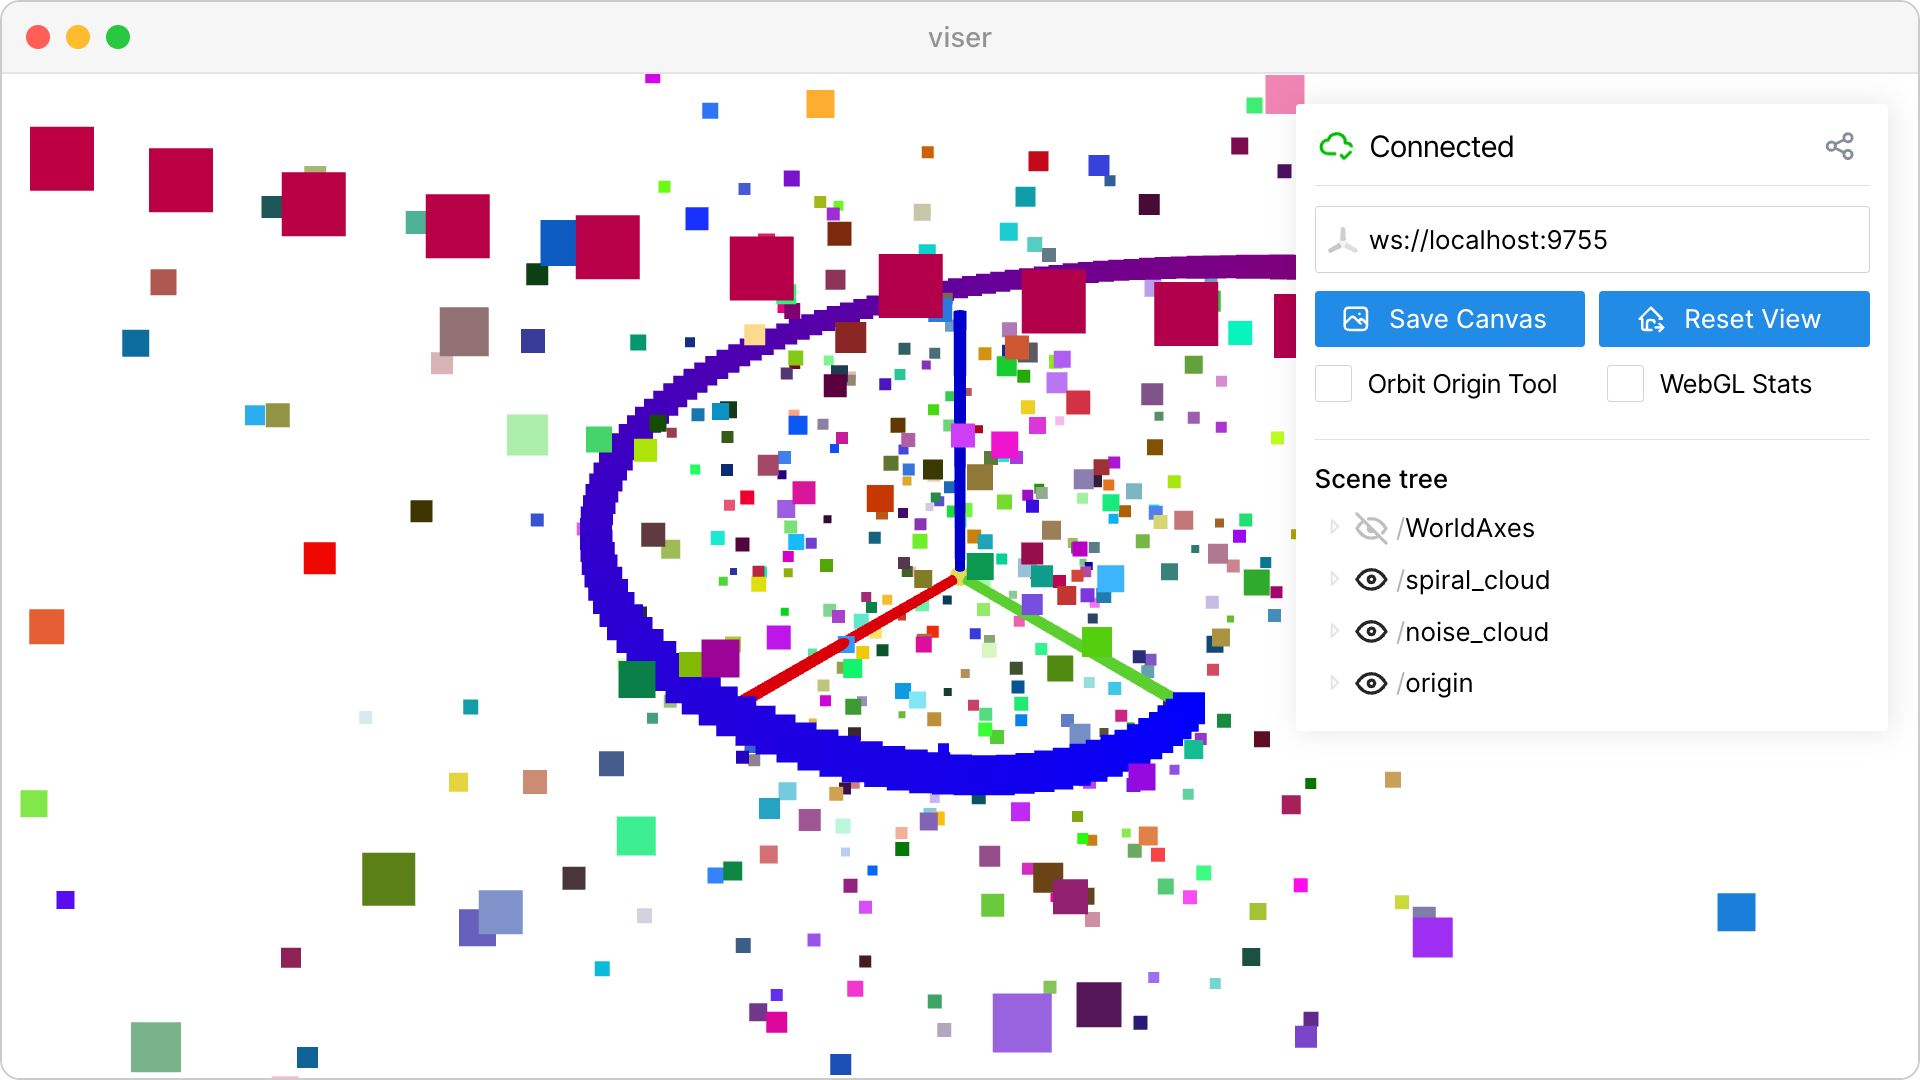 viser
Connected
ws://localhost:9755
Save Canvas
Reset View
Orbit Origin Tool
WebGL Stats
Scene tree
/WorldAxes
/spiral_cloud
/noise_cloud
/origin